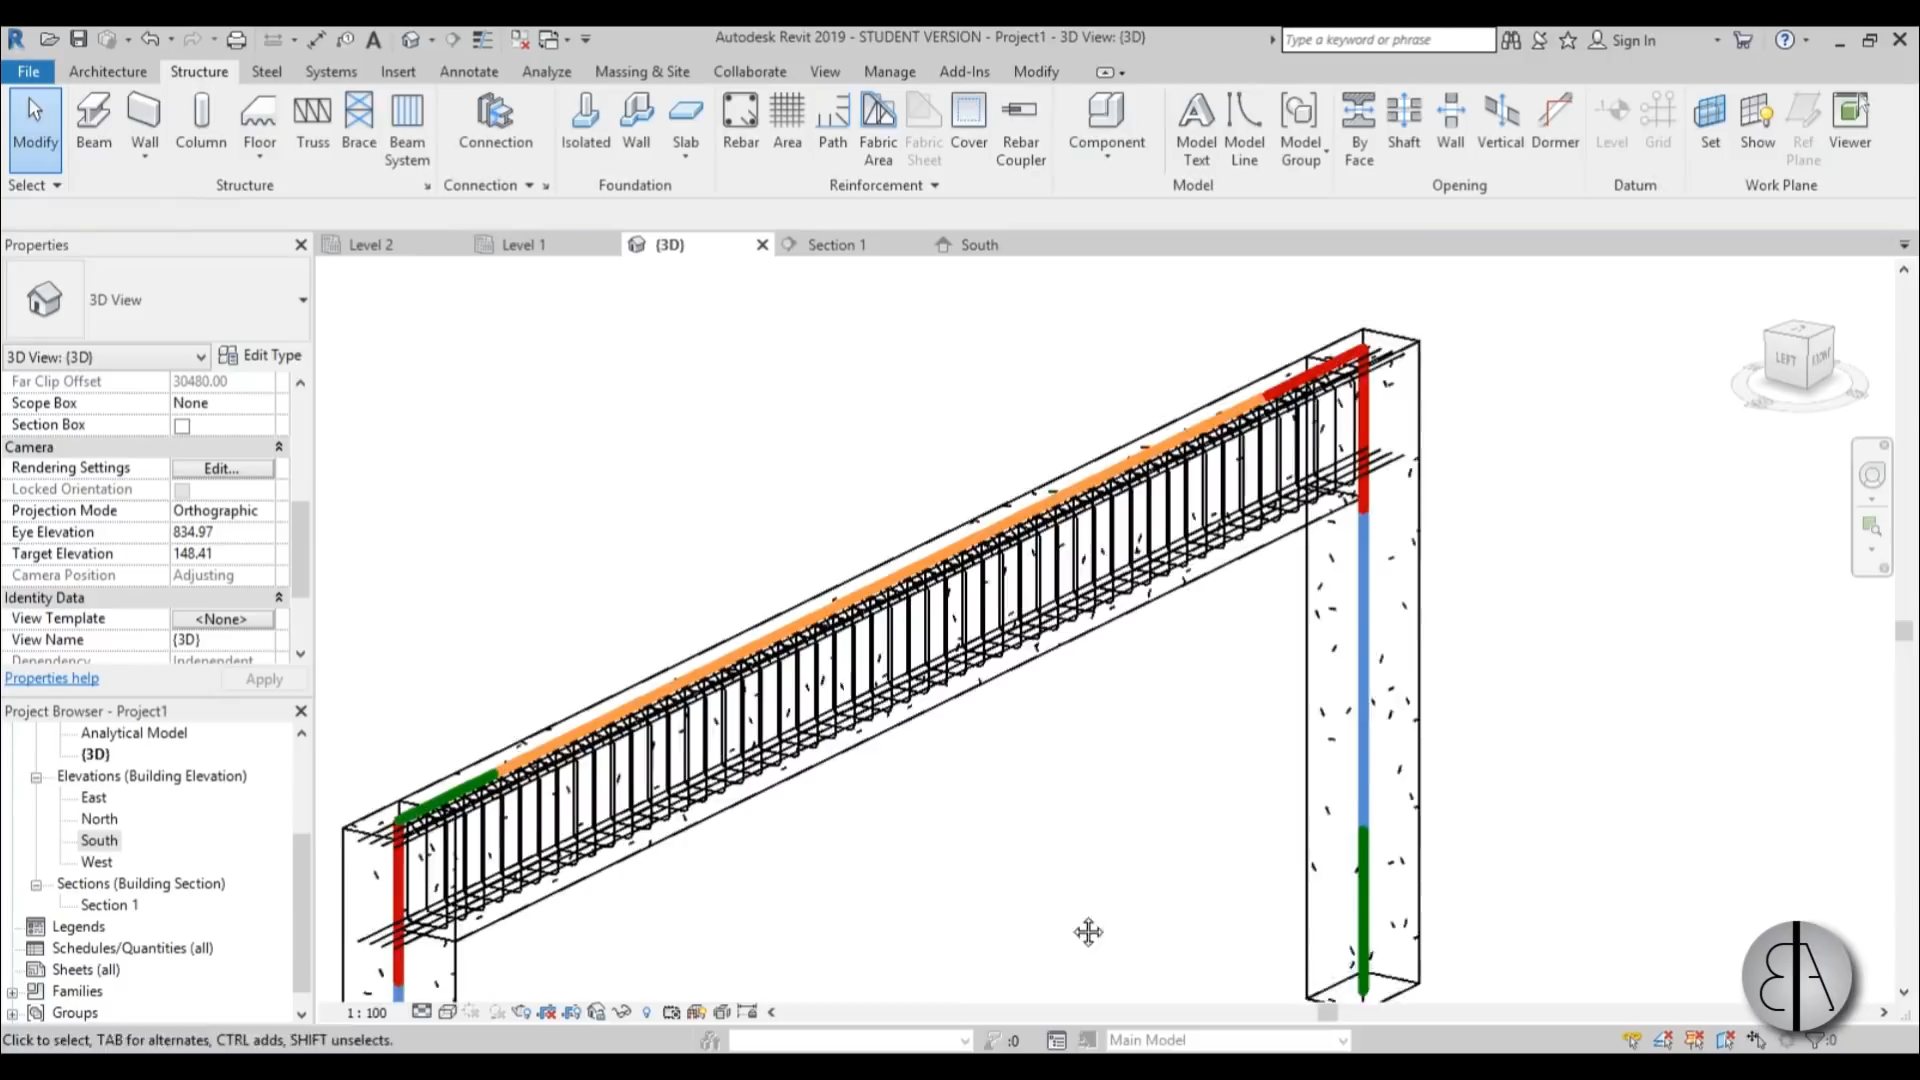 Autodesk Revit 2019 - STUDENT VERSION - Project1 - 3D View: {3D}
Type a keyword or phrase
Sign In
File Architecture Structure Steel Systems Insert Annotate Analyze Massing & Site Collaborate View Manage Add-Ins Modify
Modify Beam Wall Column Floor Truss Brace Beam System Connection Isolated Wall Slab Rebar Area Path Fabric Area Fabric Sheet Cover Rebar Coupler Component Model Text Model Line Model Group By Face Shaft Wall Vertical Dormer Level Grid Set Show Ref Plane Viewer
Select Structure Connection Foundation Reinforcement Model Opening Datum Work Plane
Properties
Level 2 Level 1 {3D} Section 1 South
3D View
3D View: {3D} Edit Type
Far Clip Offset 30480.00
Scope Box None
Section Box
Camera
Rendering Settings Edit...
Locked Orientation
Projection Mode Orthographic
Eye Elevation 834.97
Target Elevation 148.41
Camera Position Adjusting
Identity Data
View Template <None>
View Name {3D}
Dependency Independent
Properties help Apply
LEFT FRONT
Project Browser - Project1
Analytical Model
{3D}
Elevations (Building Elevation)
East
North
South
West
Sections (Building Section)
Section 1
Legends
Schedules/Quantities (all)
Sheets (all)
Families
Groups
1 : 100
Click to select, TAB for alternates, CTRL adds, SHIFT unselects.
:0
Main Model
:0